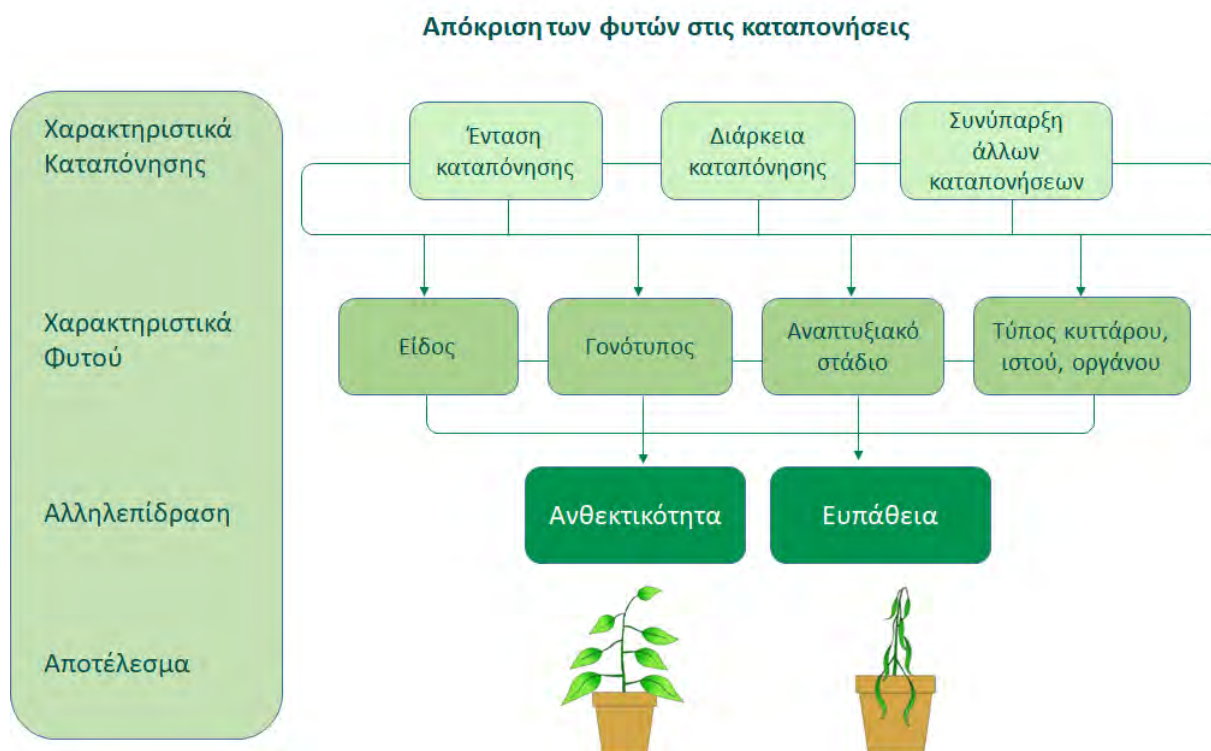 Απόκριση των φυτών στις καταπονήσεις
Χαρακτηριστικά
Καταπόνησης
Ένταση
καταπόνησης
Διάρκεια
καταπόνησης
Συνύπαρξη
άλλων
καταπονήσεων
Χαρακτηριστικά
Φυτού
Είδος
Γονότυπος
Αναπτυξιακό
στάδιο
Τύπος κυττάρου,
ιστού, οργάνου
Αλληλεπίδραση
Ανθεκτικότητα
Ευπάθεια
Αποτέλεσμα